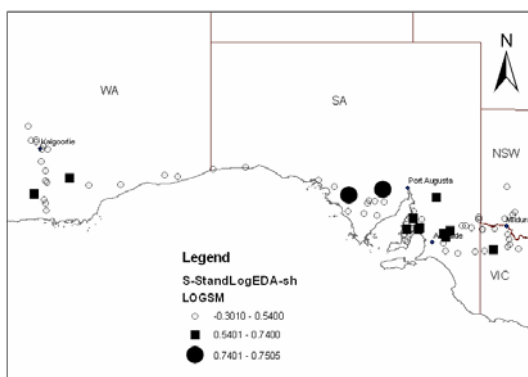 N
WA
SA
NSW
Kalgoorlie
Port Augusta
Mildura
VIC
Legend
S-StandLogEDA-sh
LOGSM
-0.3010 - 0.5400
0.5401 - 0.7400
0.7401 - 0.7505